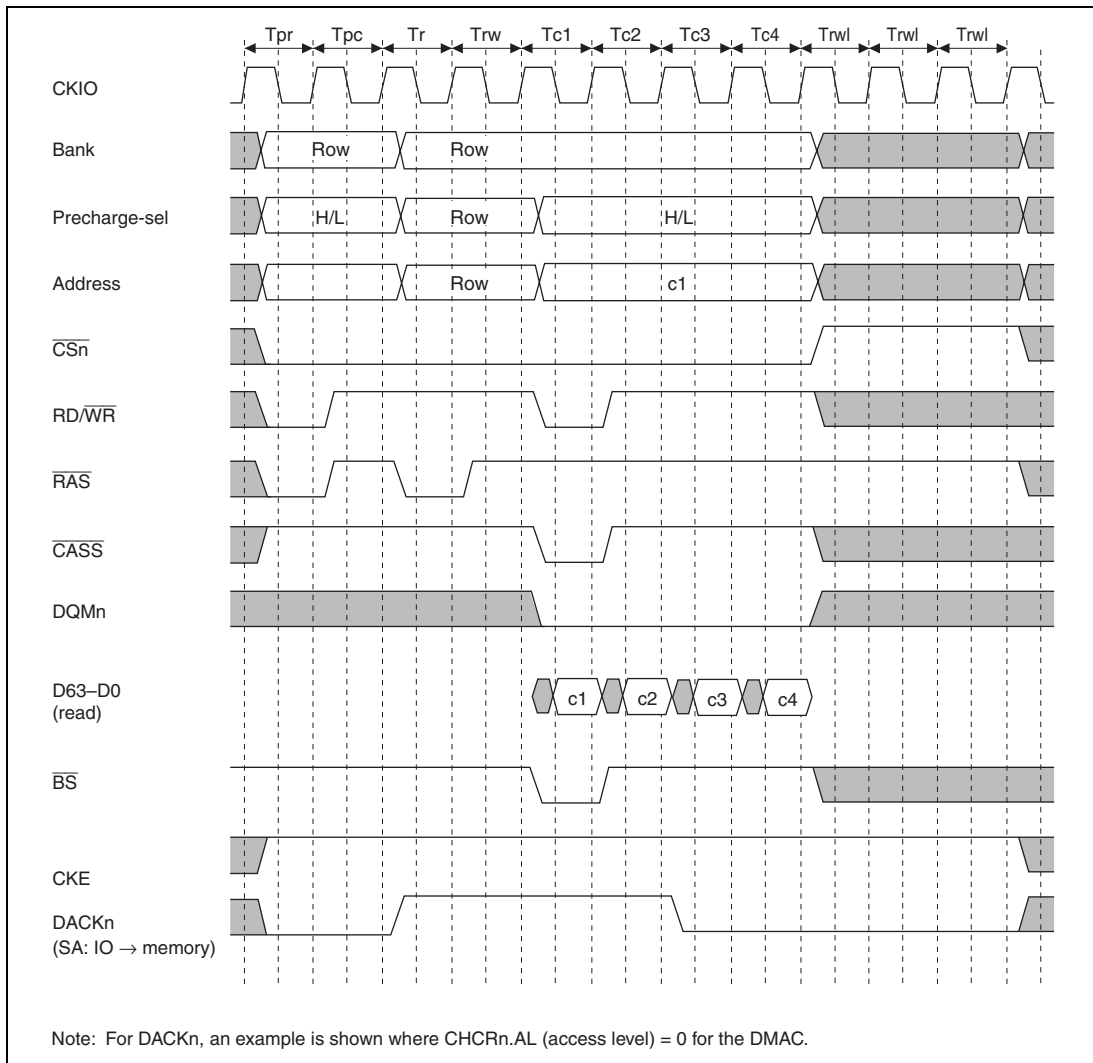 Tpr Tpc Tr Trw Tc1 Tc2 Tc3 Tc4 Trwl Trwl Trwl
CKIO
Bank Row Row
Precharge-sel H/L Row H/L
Address Row c1
CSn
RD/WR
RAS
CASS
DQMn
D63–D0
(read) c1 c2 c3 c4
BS
CKE
DACKn
(SA: IO → memory)
Note: For DACKn, an example is shown where CHCRn.AL (access level) = 0 for the DMAC.